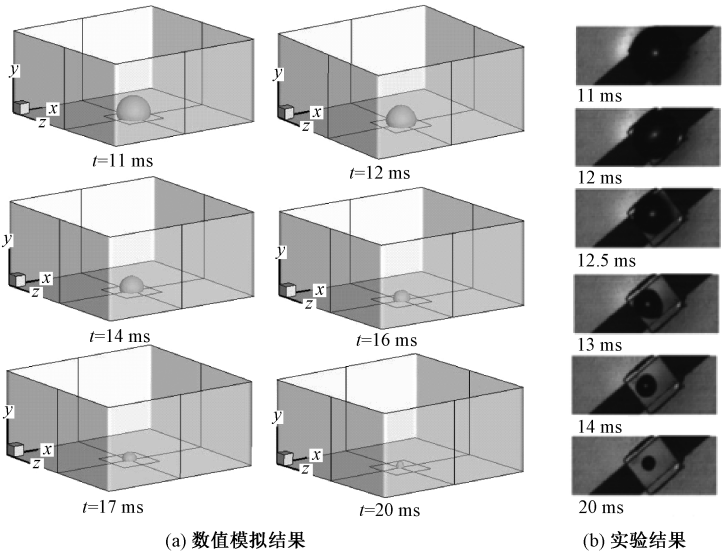 y
x
z
t=11 ms
y
x
z
t=12 ms
y
x
z
t=14 ms
y
x
z
t=16 ms
y
x
z
t=17 ms
y
x
z
t=20 ms
(a) 数值模拟结果
11 ms
12 ms
12.5 ms
13 ms
14 ms
20 ms
(b) 实验结果